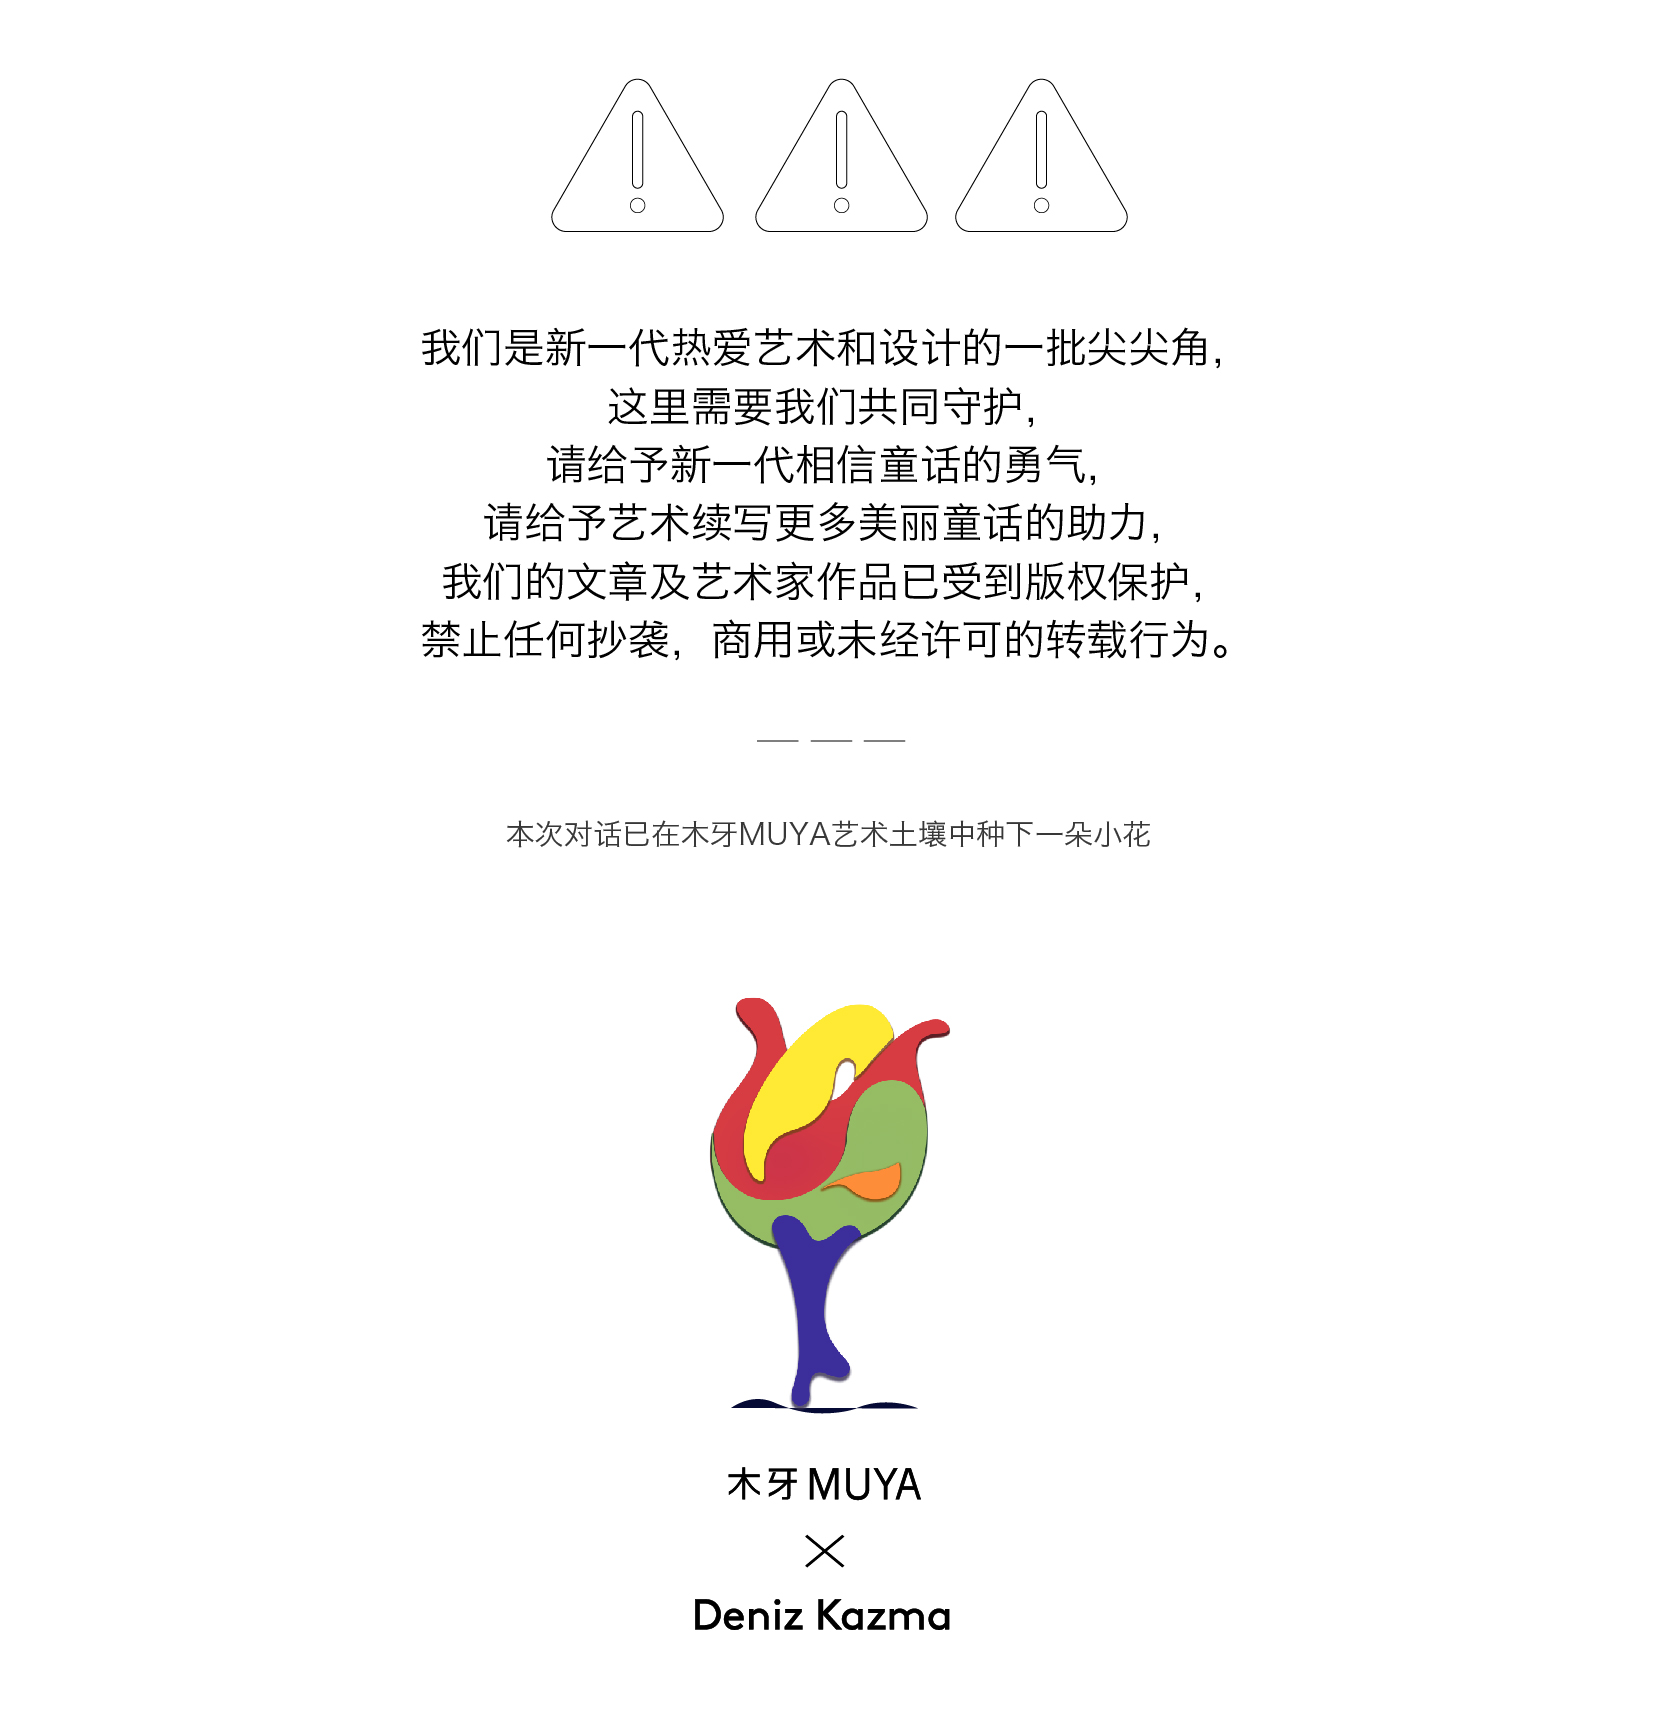 我们是新一代热爱艺术和设计的一批尖尖角，
这里需要我们共同守护，
请给予新一代相信童话的勇气，
请给予艺术续写更多美丽童话的助力，
我们的文章及艺术家作品已受到版权保护，
禁止任何抄袭，商用或未经许可的转载行为。
本次对话已在木牙MUYA艺术土壤中种下一朵小花
木牙MUYA
×
Deniz Kazma